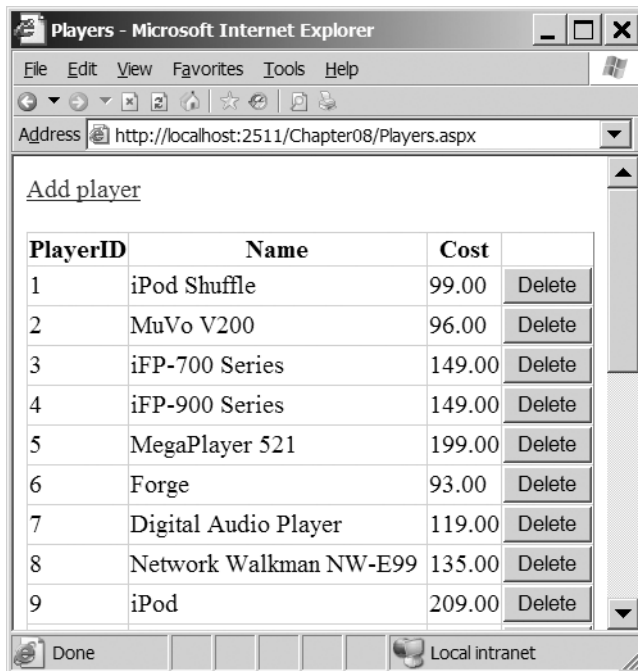 Players - Microsoft Internet Explorer
File Edit View Favorites Tools Help
Address http://localhost:2511/Chapter08/Players.aspx
Add player
PlayerID Name Cost
1 iPod Shuffle 99.00 Delete
2 MuVo V200 96.00 Delete
3 iFP-700 Series 149.00 Delete
4 iFP-900 Series 149.00 Delete
5 MegaPlayer 521 199.00 Delete
6 Forge 93.00 Delete
7 Digital Audio Player 119.00 Delete
8 Network Walkman NW-E99 135.00 Delete
9 iPod 209.00 Delete
Done Local intranet